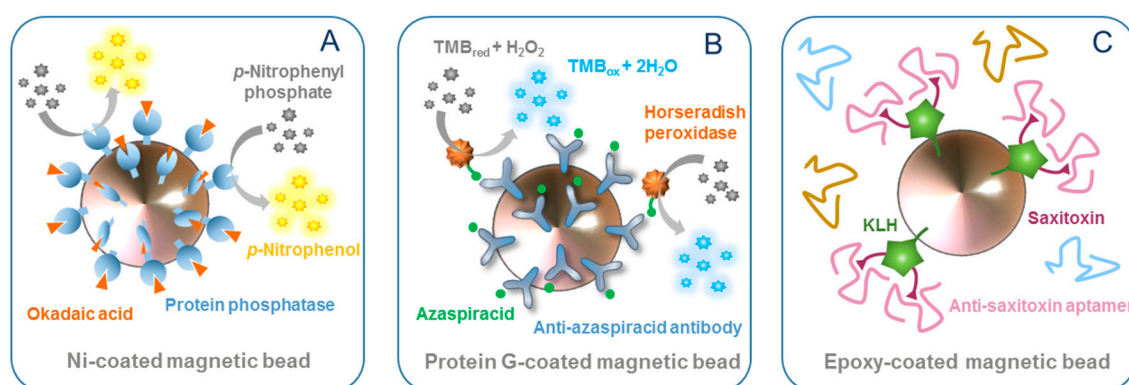 A
p-Nitrophenyl
phosphate
p-Nitrophenol
Okadaic acid
Protein phosphatase
Ni-coated magnetic bead
B
TMBred + H2O2
TMBox + 2H2O
Horseradish
peroxidase
Azaspiracid
Anti-azaspiracid antibody
Protein G-coated magnetic bead
C
KLH
Saxitoxin
Anti-saxitoxin aptamer
Epoxy-coated magnetic bead